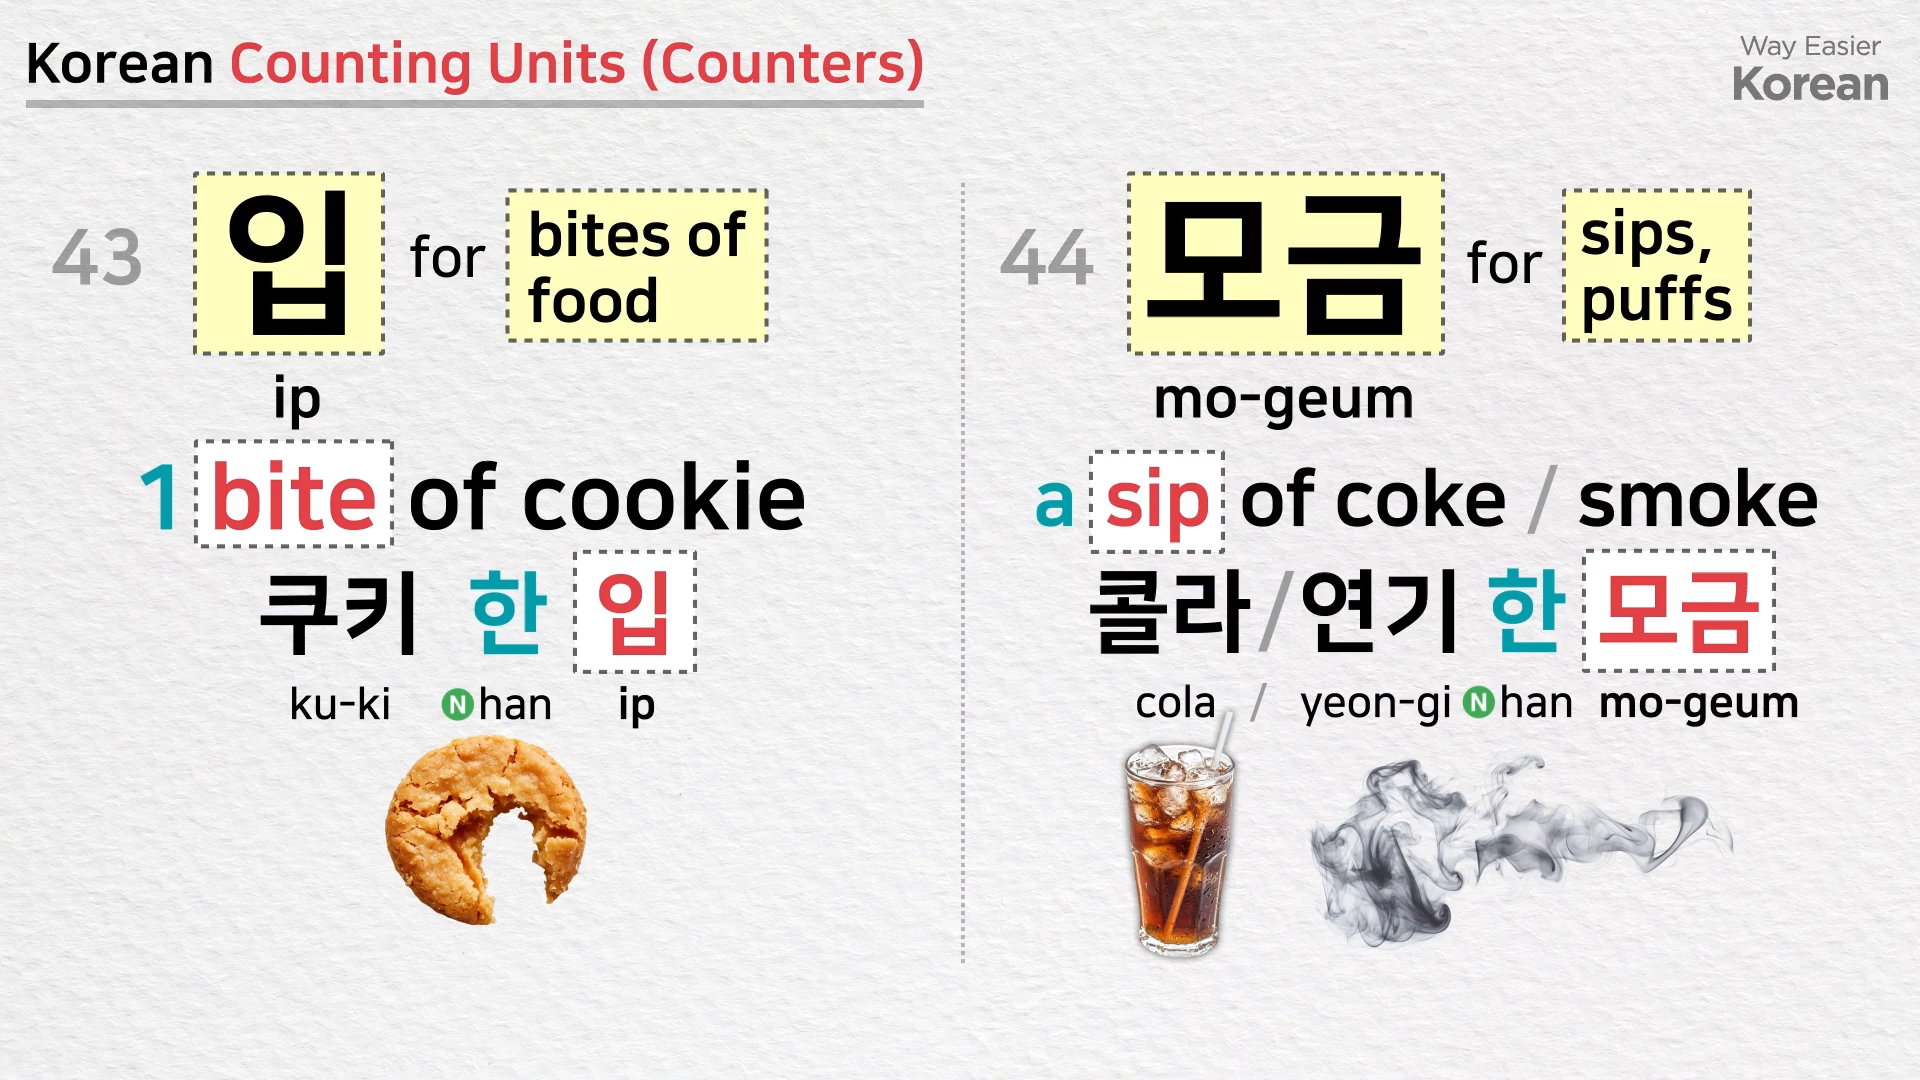 Korean Counting Units (Counters)
Way Easier
Korean
43
입
for
bites of
food
ip
1 bite of cookie
쿠키 한 입
ku-ki N han ip
44
모금
for
sips,
puffs
mo-geum
a sip of coke / smoke
콜라/연기 한 모금
cola / yeon-gi N han mo-geum